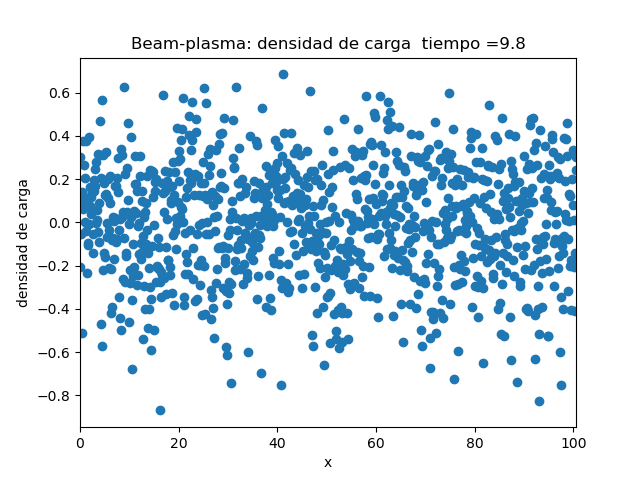 Beam-plasma: densidad de carga  tiempo =9.8
densidad de carga
0.6
0.4
0.2
0.0
−0.2
−0.4
−0.6
−0.8
0 20 40 60 80 100
x